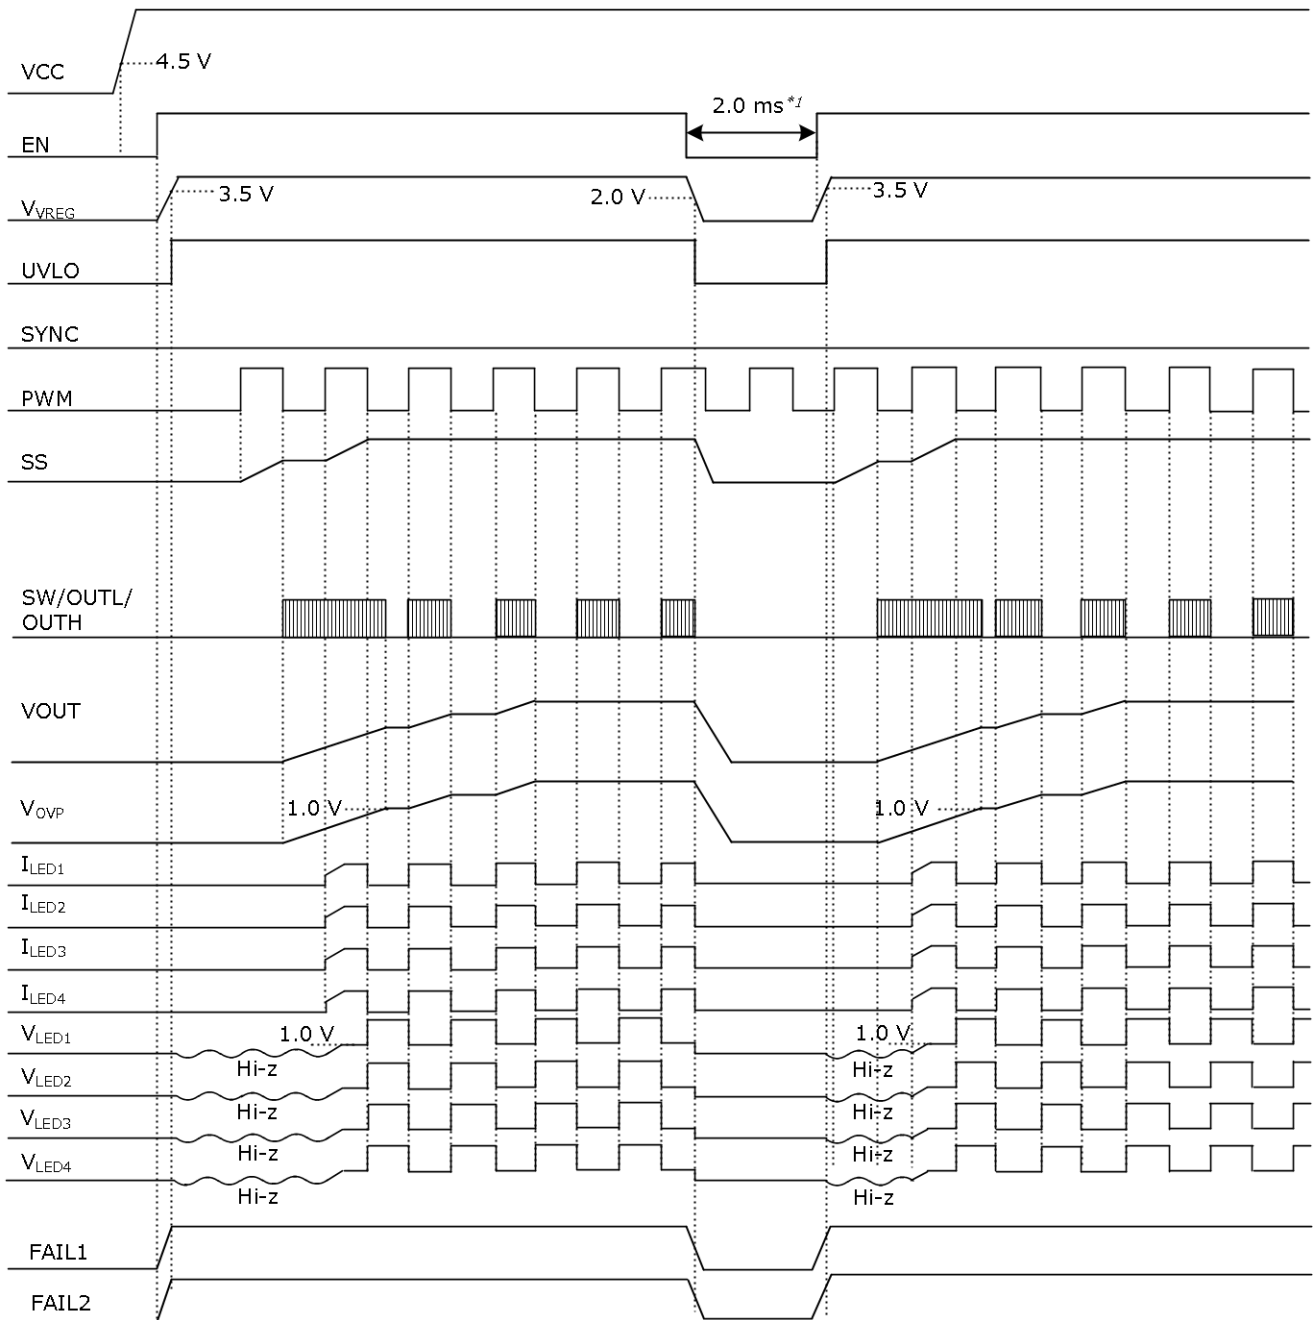 VCC
4.5 V
2.0 ms*1
EN
3.5 V
2.0 V
3.5 V
VVREG
UVLO
SYNC
PWM
SS
SW/OUTL/
OUTH
VOUT
VOVP
1.0 V
1.0 V
ILED1
ILED2
ILED3
ILED4
VLED1
1.0 V
1.0 V
Hi-z
Hi-z
VLED2
Hi-z
Hi-z
VLED3
Hi-z
Hi-z
VLED4
Hi-z
Hi-z
FAIL1
FAIL2